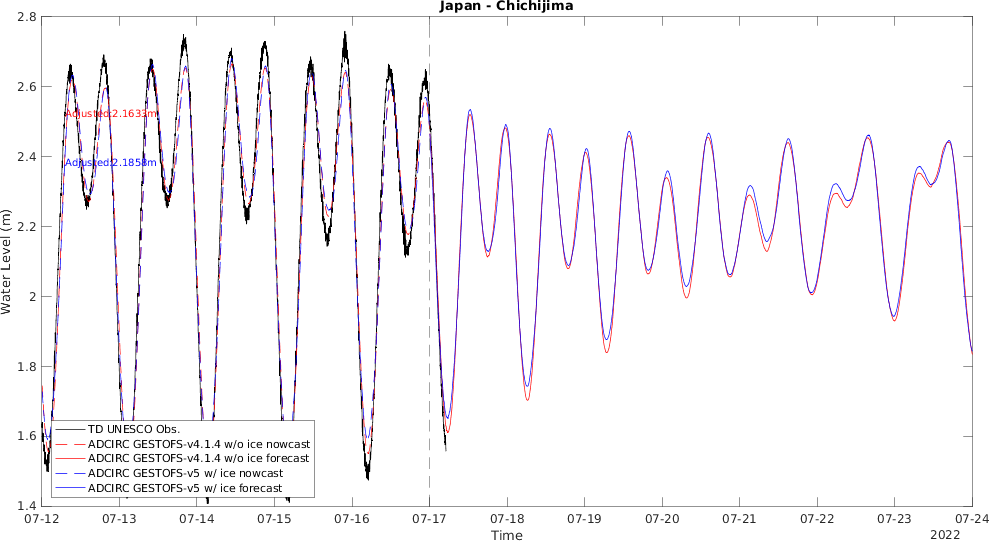 Japan - Chichijima
2.8
2.6
2.4
2.2
2
1.8
1.6
1.4
Water Level (m)
Adjusted:2.1633m
Adjusted:2.1858m
TD UNESCO Obs.
ADCIRC GESTOFS-v4.1.4 w/o ice nowcast
ADCIRC GESTOFS-v4.1.4 w/o ice forecast
ADCIRC GESTOFS-v5 w/ ice nowcast
ADCIRC GESTOFS-v5 w/ ice forecast
07-12 07-13 07-14 07-15 07-16 07-17 07-18 07-19 07-20 07-21 07-22 07-23 07-24
Time
2022